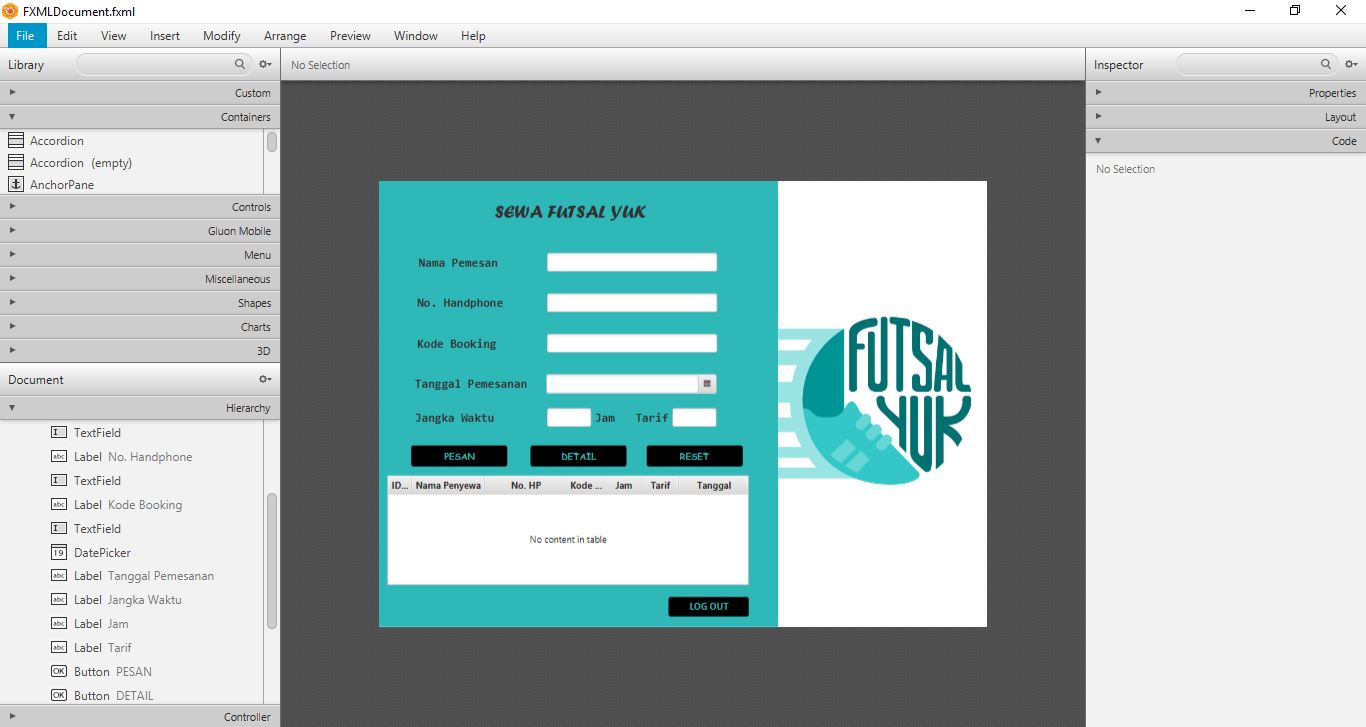 FXMLDocument.fxml
File Edit View Insert Modify Arrange Preview Window Help
Library
No Selection
Inspector
Custom
Containers
Accordion
Accordion (empty)
AnchorPane
Controls
Gluon Mobile
Menu
Miscellaneous
Shapes
Charts
3D
Document
Hierarchy
TextField
Label No. Handphone
TextField
Label Kode Booking
TextField
DatePicker
Label Tanggal Pemesanan
Label Jangka Waktu
Label Jam
Label Tarif
Button PESAN
Button DETAIL
Controller
SEWA FUTSAL YUK
Nama Pemesan
No. Handphone
Kode Booking
Tanggal Pemesanan
Jangka Waktu Jam Tarif
PESAN DETAIL RESET
ID... Nama Penyewa No. HP Kode ... Jam Tarif Tanggal
No content in table
LOG OUT
FUTSAL
YUK
Properties
Layout
Code
No Selection